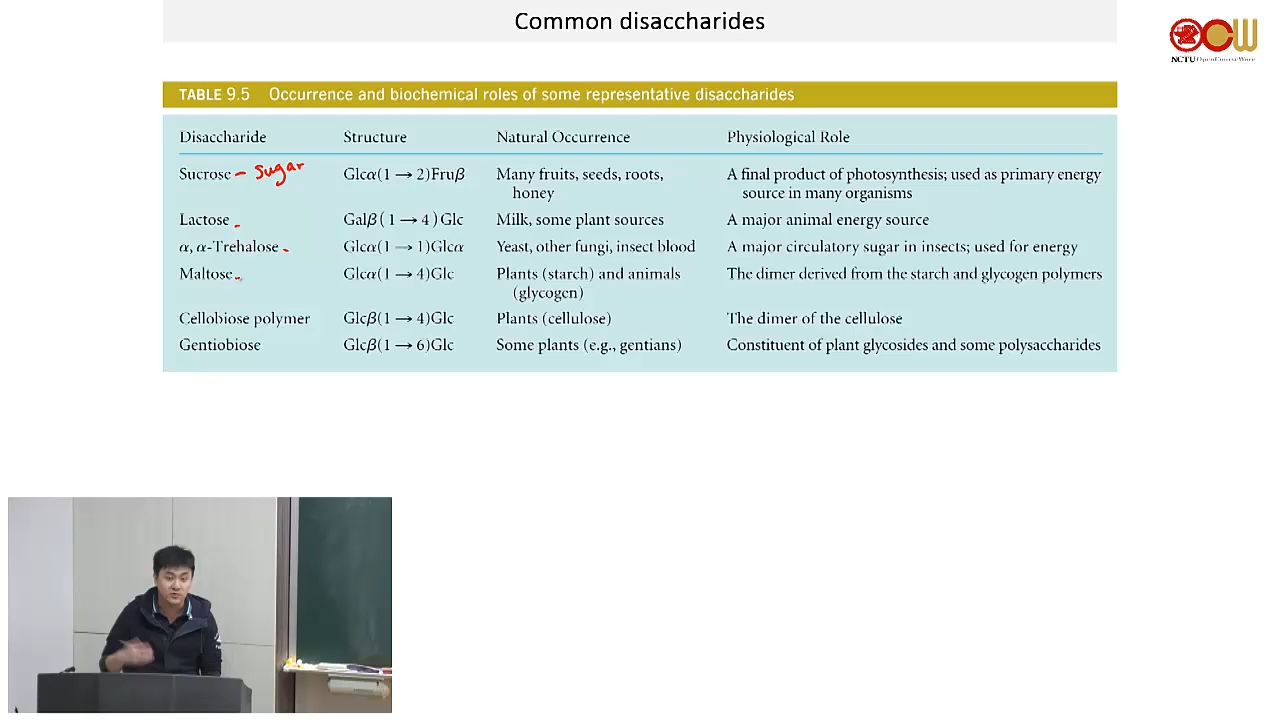 Common disaccharides
NCTU OpenCourseWare
TABLE 9.5 Occurrence and biochemical roles of some representative disaccharides
Disaccharide Structure Natural Occurrence Physiological Role
Sucrose – sugar Glcα(1 → 2)Fruβ Many fruits, seeds, roots, A final product of photosynthesis; used as primary energy
honey source in many organisms
Lactose Galβ(1 → 4)Glc Milk, some plant sources A major animal energy source
α, α-Trehalose Glcα(1 → 1)Glcα Yeast, other fungi, insect blood A major circulatory sugar in insects; used for energy
Maltose Glcα(1 → 4)Glc Plants (starch) and animals The dimer derived from the starch and glycogen polymers
(glycogen)
Cellobiose polymer Glcβ(1 → 4)Glc Plants (cellulose) The dimer of the cellulose
Gentiobiose Glcβ(1 → 6)Glc Some plants (e.g., gentians) Constituent of plant glycosides and some polysaccharides